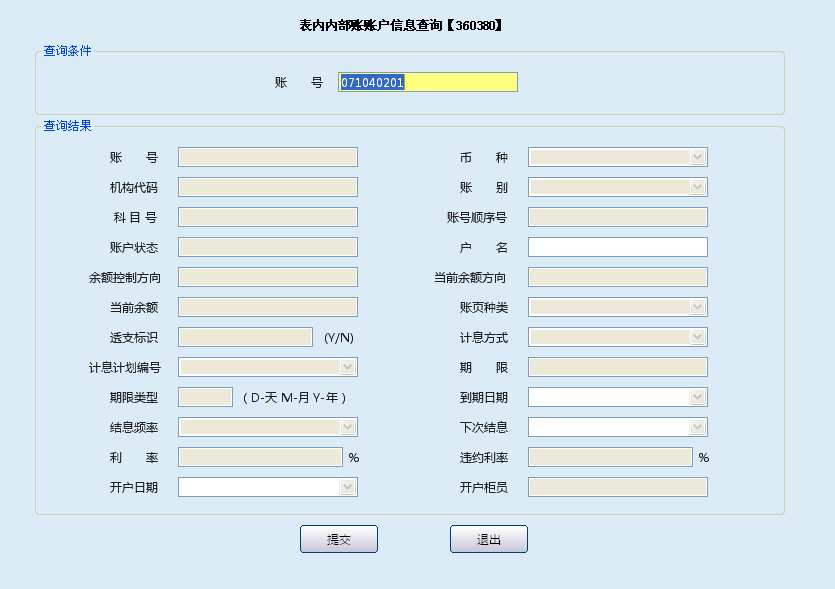 表内内部账账户信息查询【360380】
查询条件
账 号 071040201
查询结果
账 号 币 种
机构代码 账 别
科 目 号 账号顺序号
账户状态 户 名
余额控制方向 当前余额方向
当前余额 账页种类
透支标识 (Y/N) 计息方式
计息计划编号 期 限
期限类型 ( D-天 M-月 Y-年 ) 到期日期
结息频率 下次结息
利 率 % 违约利率 %
开户日期 开户柜员
提交 退出